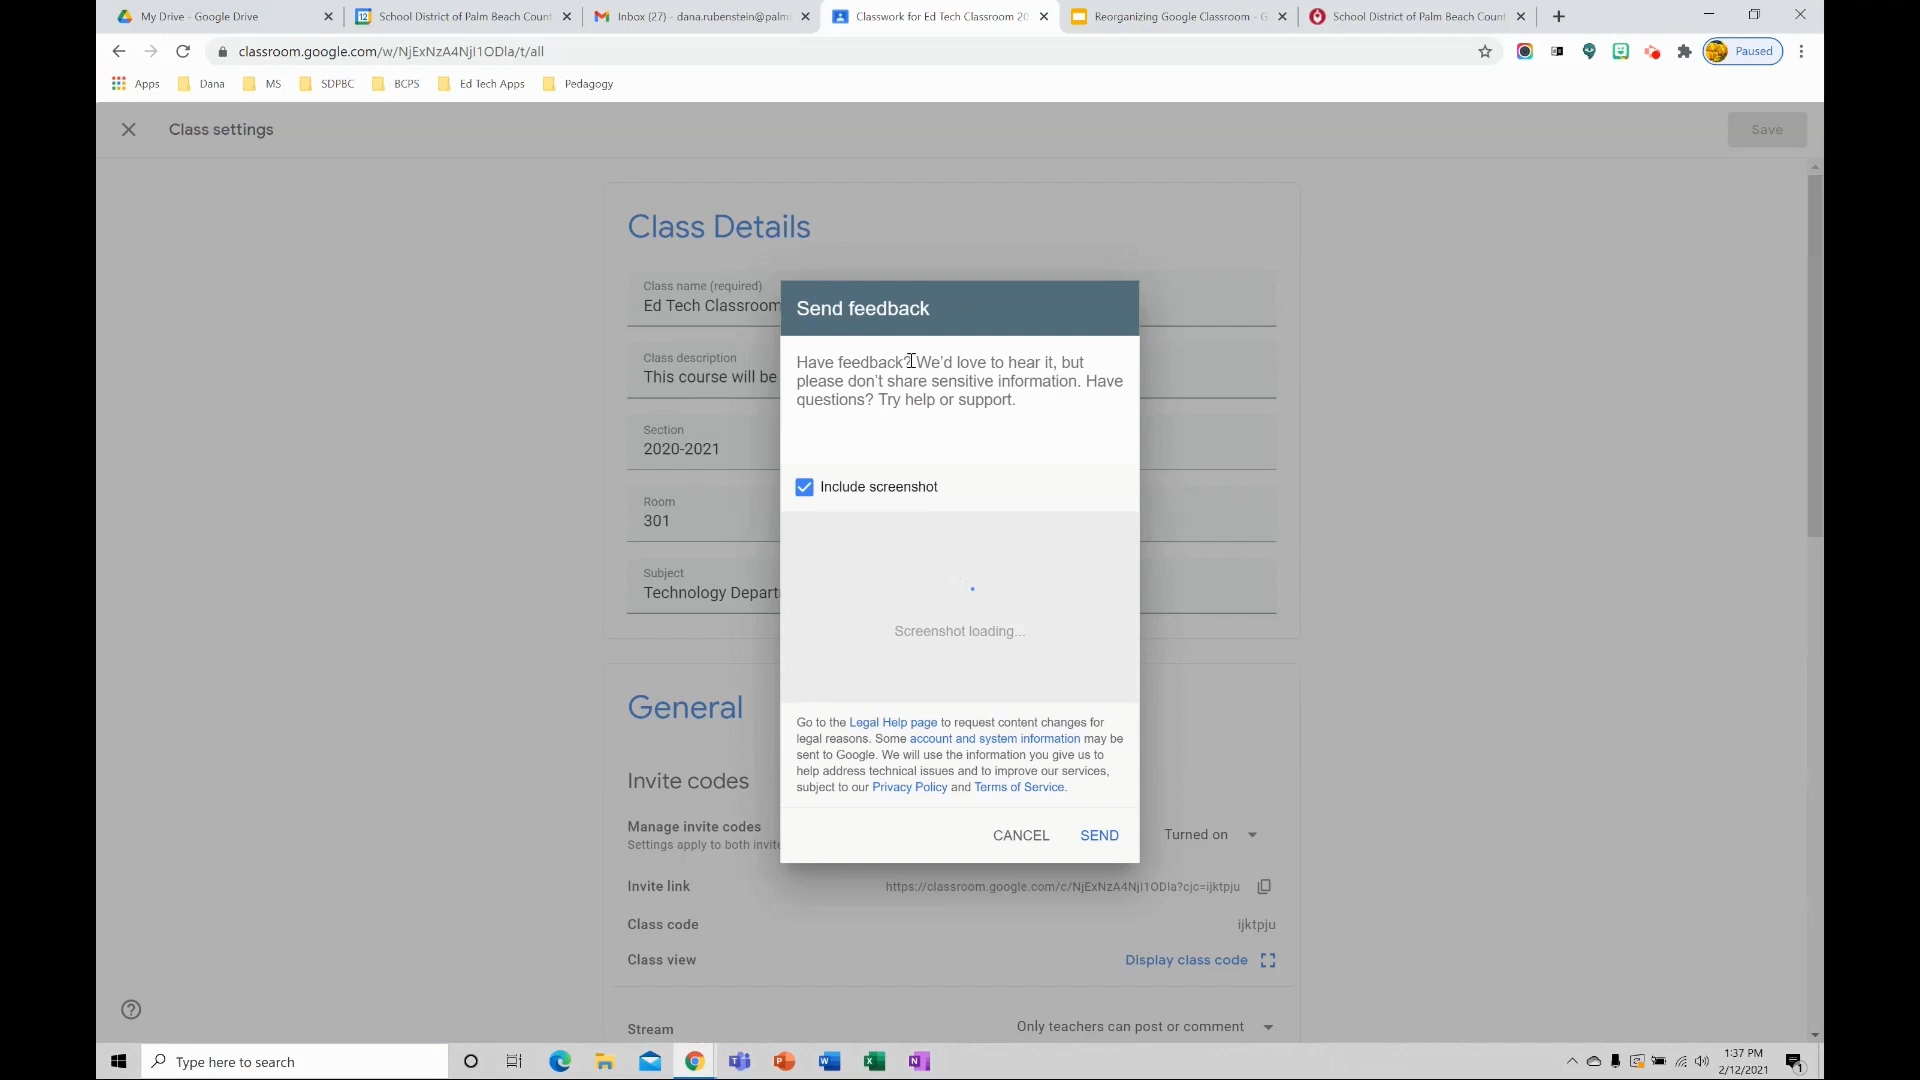 My Drive - Google Drive
School District of Palm Beach Count
Inbox (27) - dana.rubenstein@palm
Classwork for Ed Tech Classroom 20
Reorganizing Google Classroom - G
School District of Palm Beach Count
classroom.google.com/w/NjExNzA4NjI1ODla/t/all
Paused
Apps
Dana
MS
SDPBC
BCPS
Ed Tech Apps
Pedagogy
Class settings
Save
Class Details
Class name (required)
Ed Tech Classroom
Class description
This course will be
Section
2020-2021
Room
301
Subject
Technology Depart
Send feedback
Have feedback? We'd love to hear it, but
please don't share sensitive information. Have
questions? Try help or support.
Include screenshot
Screenshot loading...
Go to the Legal Help page to request content changes for
legal reasons. Some account and system information may be
sent to Google. We will use the information you give us to
help address technical issues and to improve our services,
subject to our Privacy Policy and Terms of Service.
CANCEL
SEND
General
Invite codes
Manage invite codes
Settings apply to both invite
Turned on
Invite link
https://classroom.google.com/c/NjExNzA4NjI1ODla?cjc=ijktpju
Class code
ijktpju
Class view
Display class code
Stream
Only teachers can post or comment
Type here to search
1:37 PM
2/12/2021